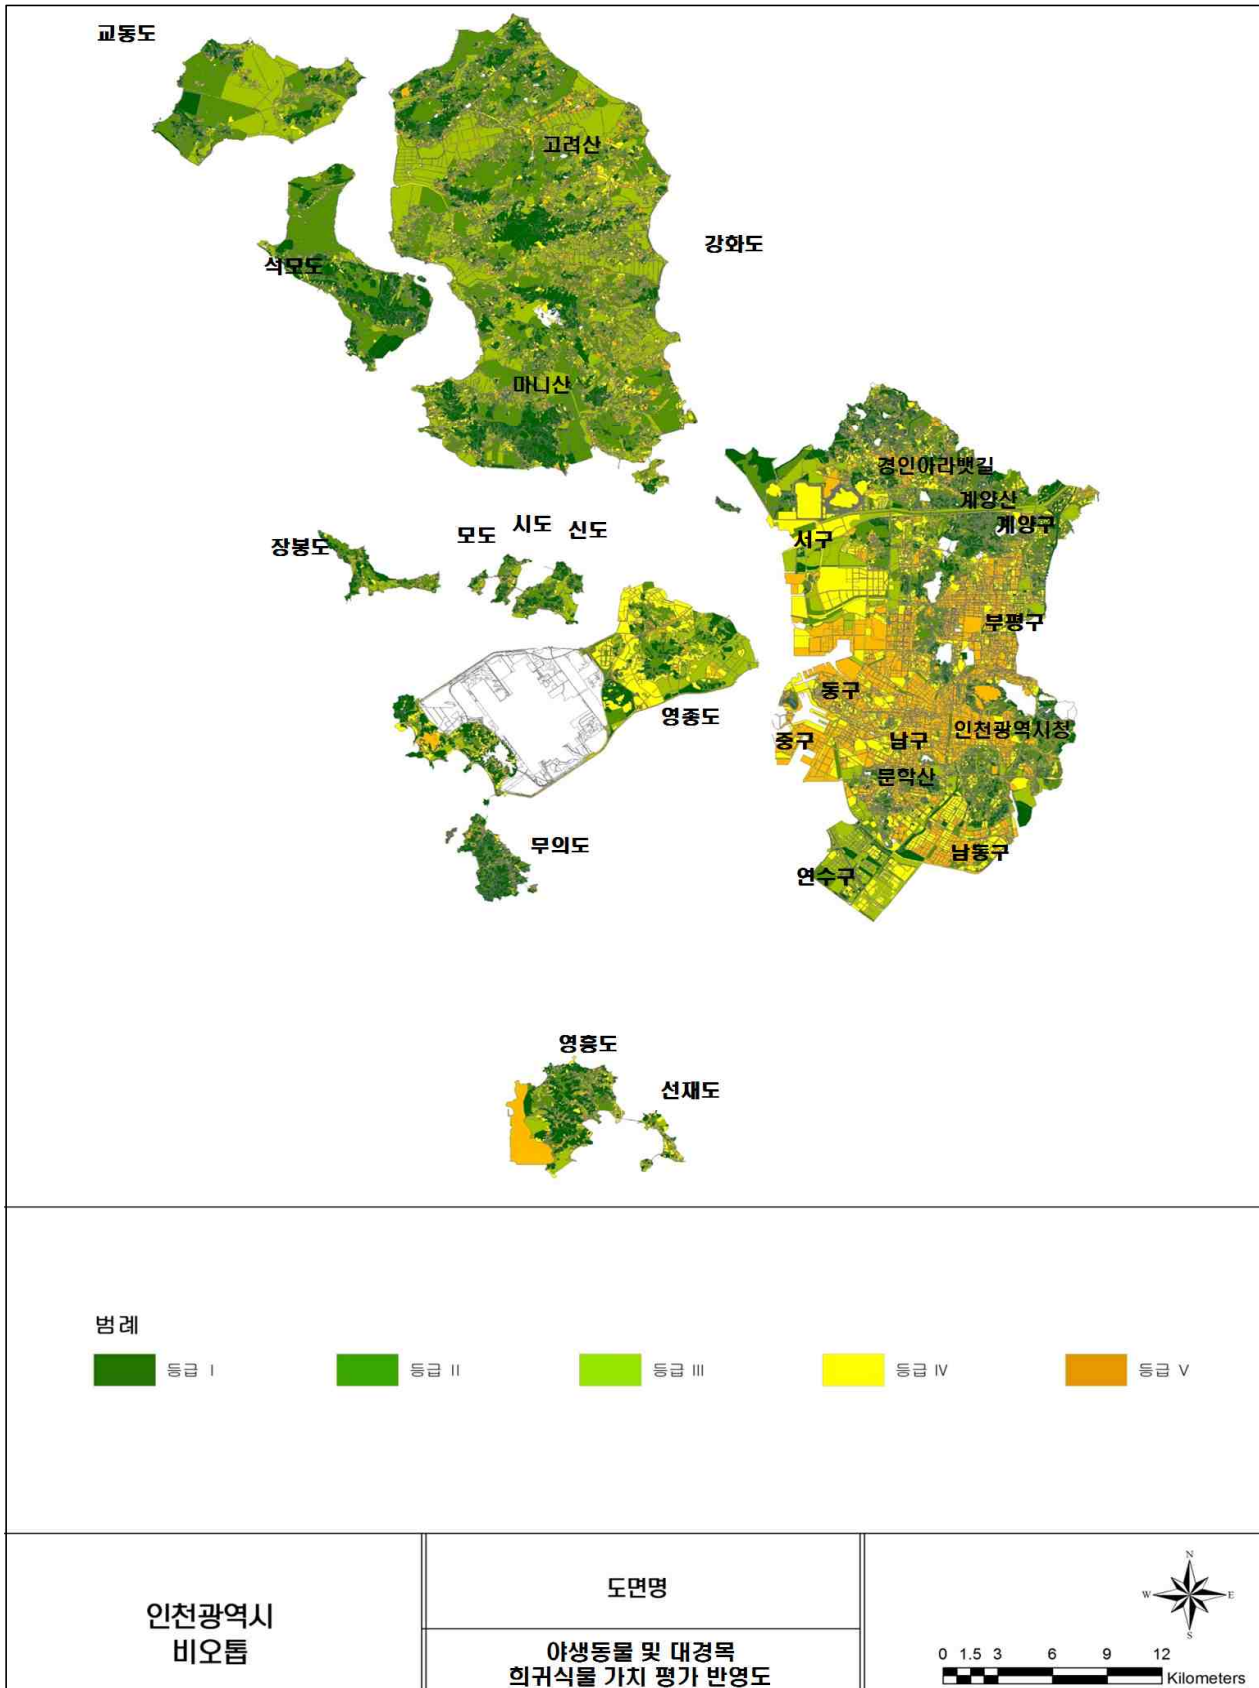 교동도
고려산
강화도
석모도
마니산
경인아라뱃길
계양산
계양구
서구
장봉도
모도
시도
신도
부평구
동구
영종도
중구
남구
인천광역시청
문학산
무의도
남동구
연수구
영흥도
선재도
범례
등급 I
등급 II
등급 III
등급 IV
등급 V
인천광역시
비오톱
도면명
야생동물 및 대경목
희귀식물 가치 평가 반영도
N
W
E
S
0 1.5 3 6 9 12
Kilometers